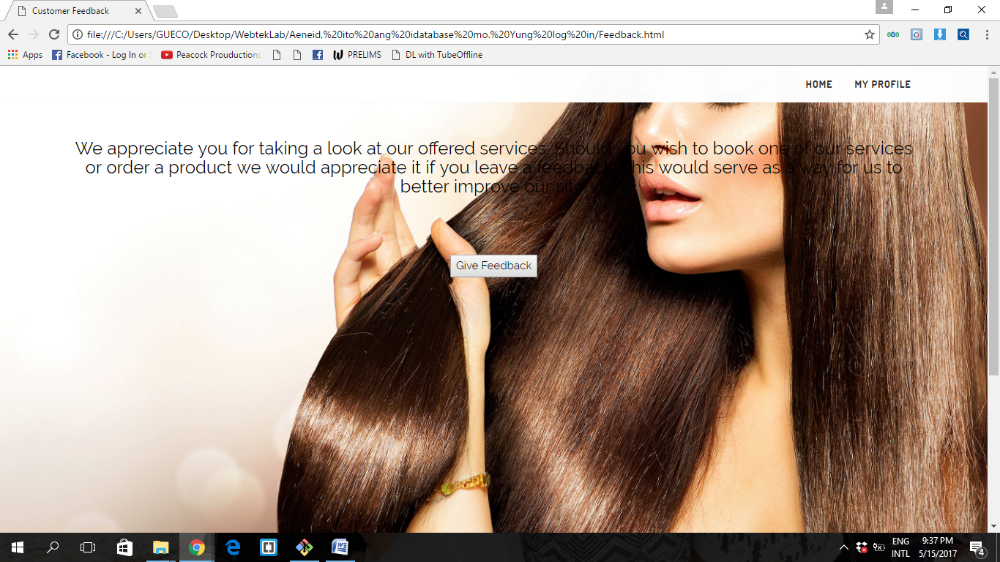 Customer Feedback
file:///C:/Users/GUECO/Desktop/WebtekLab/Aeneid,%20ito%20ang%20idatabase%20mo.%20Yung%20log%20in/Feedback.html
Apps Facebook - Log In or Peacock Prouductions PRELIMS DL with TubeOffline
HOME MY PROFILE
We appreciate you for taking a look at our offered services. Should you wish to book one of our services
or order a product we would appreciate it if you leave a feedback. This would serve as a way for us to
better improve our site
Give Feedback
ENG 9:37 PM
INTL 5/15/2017 4